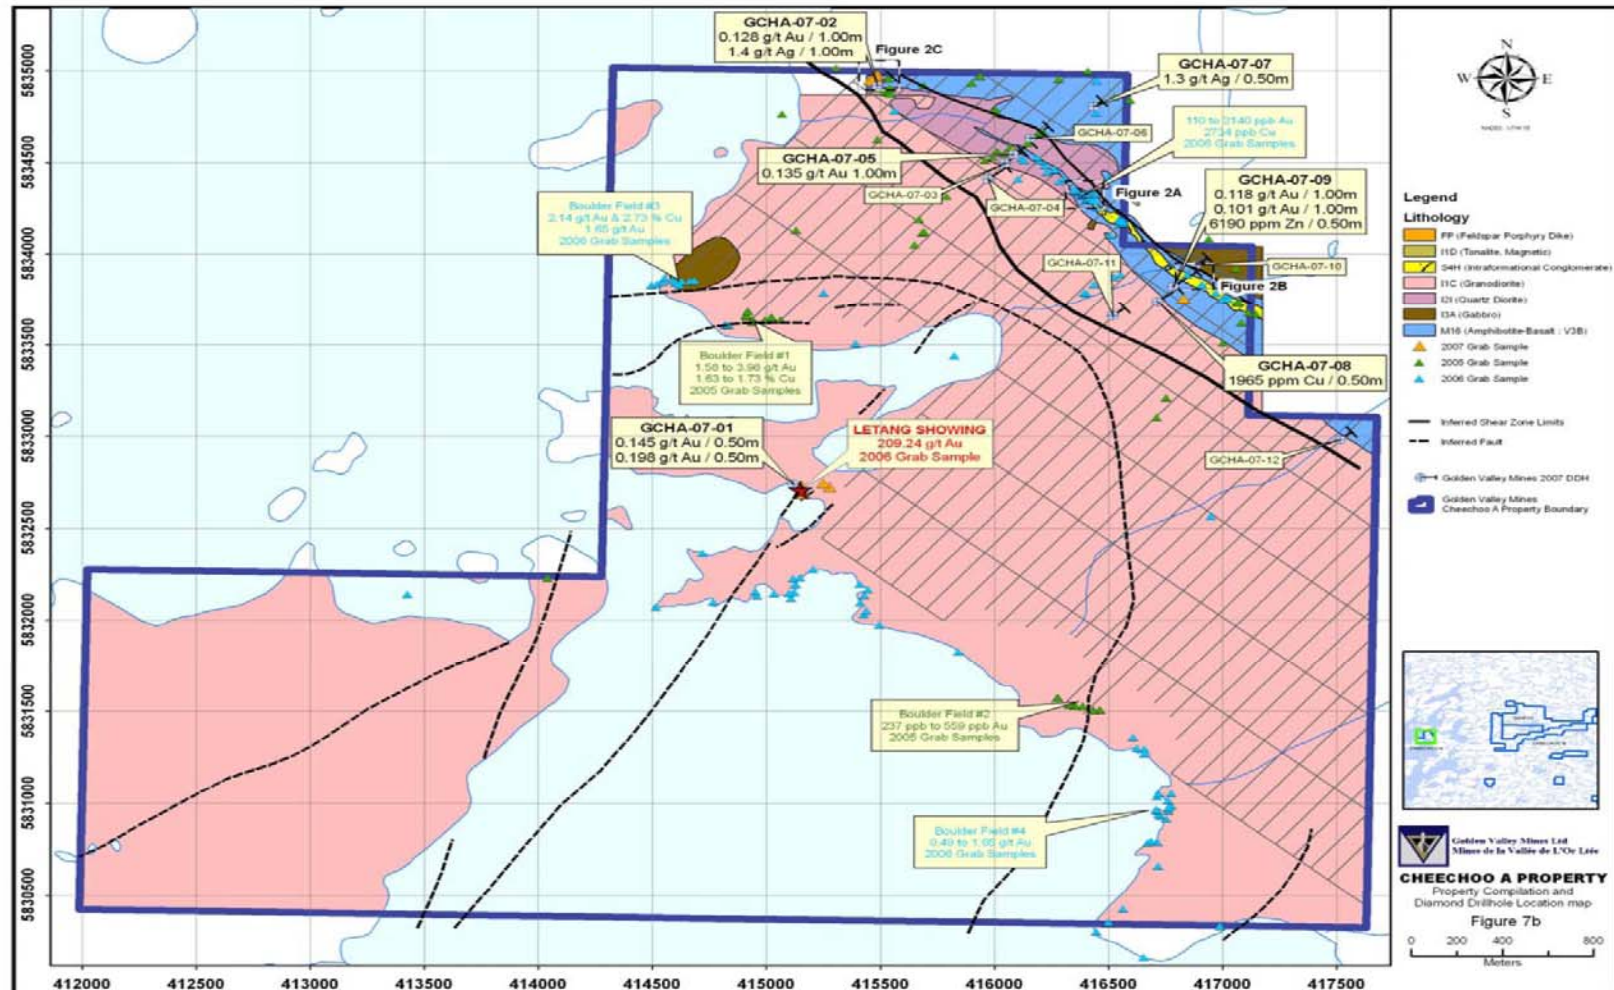 GCHA-07-02
0.128 g/t Au / 1.00m
1.4 g/t Ag / 1.00m
Figure 2C
GCHA-07-07
1.3 g/t Ag / 0.50m
110 to 2140 ppb Au
2734 ppb Cu
2006 Grab Samples
GCHA-07-06
GCHA-07-05
0.135 g/t Au 1.00m
GCHA-07-03
GCHA-07-04
Figure 2A
GCHA-07-09
0.118 g/t Au / 1.00m
0.101 g/t Au / 1.00m
6190 ppm Zn / 0.50m
Boulder Field #3
2.14 g/t Au & 2.73 % Cu
1.65 g/t Au
2006 Grab Samples
GCHA-07-11
GCHA-07-10
Figure 2B
Boulder Field #1
1.58 to 3.98 g/t Au
1.63 to 1.73 % Cu
2005 Grab Samples
GCHA-07-08
1965 ppm Cu / 0.50m
GCHA-07-01
0.145 g/t Au / 0.50m
0.198 g/t Au / 0.50m
LETANG SHOWING
209.24 g/t Au
2006 Grab Sample
GCHA-07-12
Boulder Field #2
237 ppb to 559 ppb Au
2005 Grab Samples
Boulder Field #4
0.49 to 1.68 g/t Au
2006 Grab Samples
5835000
5834500
5834000
5833500
5833000
5832500
5832000
5831500
5831000
5830500
412000
412500
413000
413500
414000
414500
415000
415500
416000
416500
417000
417500
N
W
E
S
Legend
Lithology
FP (Feldspar Porphyry Dike)
I1D (Tonalite, Magnetic)
S4H (Intraformational Conglomerate)
I1C (Granodiorite)
I2I (Quartz Diorite)
I3A (Gabbro)
M16 (Amphibolite-Basalt : V3B)
2007 Grab Sample
2005 Grab Sample
2006 Grab Sample
Inferred Shear Zone Limits
Inferred Fault
Golden Valley Mines 2007 DDH
Golden Valley Mines
Cheechoo A Property Boundary
Golden Valley Mines Ltd
Mines de la Vallée de L'Or Ltée
CHEECHOO A PROPERTY
Property Compilation and
Diamond Drillhole Location map
Figure 7b
0 200 400 800
Meters